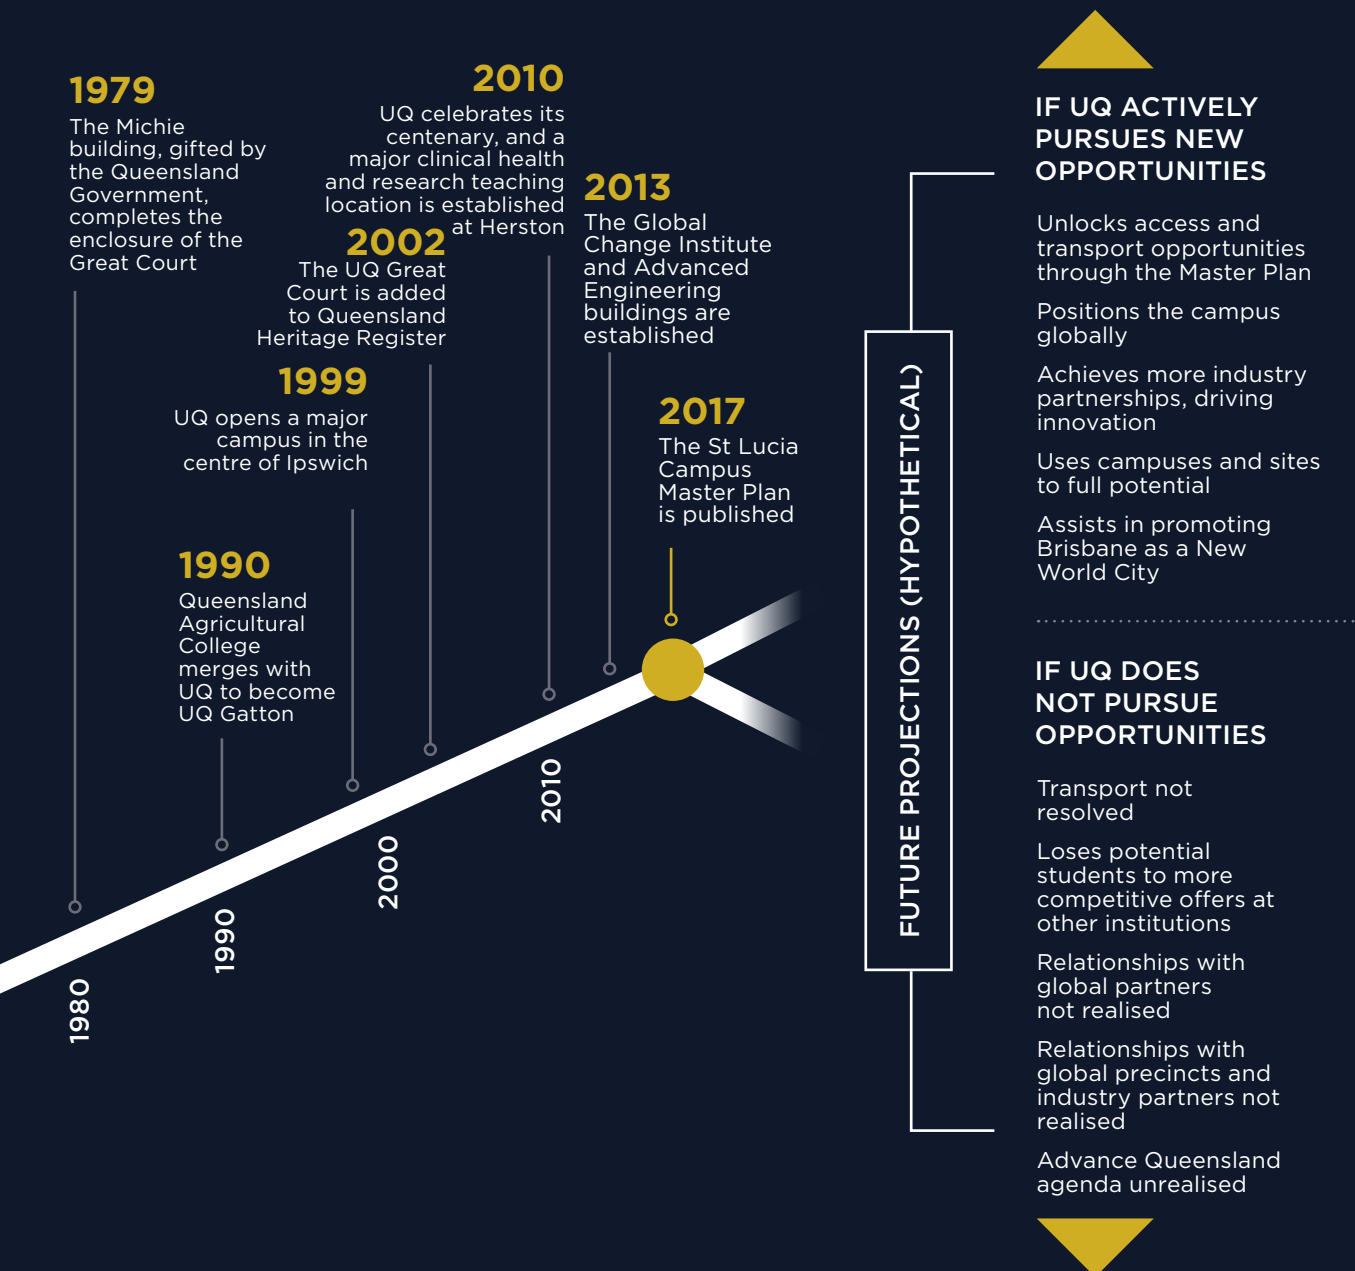 1979
The Michie
building, gifted by
the Queensland
Government,
completes the
enclosure of the
Great Court
2010
UQ celebrates its
centenary, and a
major clinical health
and research teaching
location is established
at Herston
2002
The UQ Great
Court is added
to Queensland
Heritage Register
2013
The Global
Change Institute
and Advanced
Engineering
buildings are
established
1999
UQ opens a major
campus in the
centre of Ipswich
2017
The St Lucia
Campus
Master Plan
is published
1990
Queensland
Agricultural
College
merges with
UQ to become
UQ Gatton
1980
1990
2000
2010
FUTURE PROJECTIONS (HYPOTHETICAL)
IF UQ ACTIVELY
PURSUES NEW
OPPORTUNITIES
Unlocks access and
transport opportunities
through the Master Plan
Positions the campus
globally
Achieves more industry
partnerships, driving
innovation
Uses campuses and sites
to full potential
Assists in promoting
Brisbane as a New
World City
IF UQ DOES
NOT PURSUE
OPPORTUNITIES
Transport not
resolved
Loses potential
students to more
competitive offers at
other institutions
Relationships with
global partners
not realised
Relationships with
global precincts and
industry partners not
realised
Advance Queensland
agenda unrealised